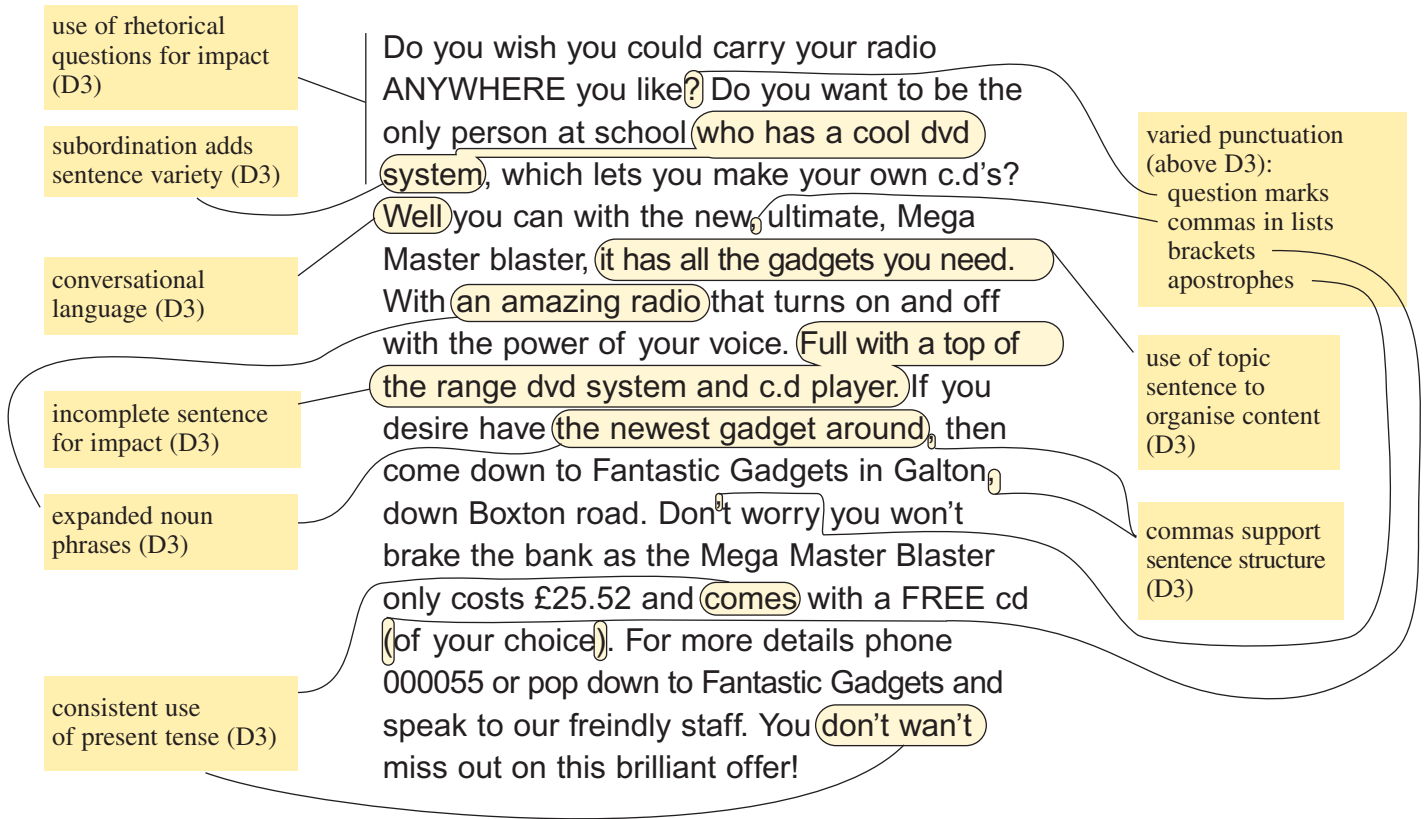 use of rhetorical
questions for impact
(D3)
subordination adds
sentence variety (D3)
conversational
language (D3)
incomplete sentence
for impact (D3)
expanded noun
phrases (D3)
consistent use
of present tense (D3)
Do you wish you could carry your radio
ANYWHERE you like? Do you want to be the
only person at school who has a cool dvd
system, which lets you make your own c.d's?
Well you can with the new, ultimate, Mega
Master blaster, it has all the gadgets you need.
With an amazing radio that turns on and off
with the power of your voice. Full with a top of
the range dvd system and c.d player. If you
desire have the newest gadget around, then
come down to Fantastic Gadgets in Galton,
down Boxton road. Don't worry you won't
brake the bank as the Mega Master Blaster
only costs £25.52 and comes with a FREE cd
(of your choice). For more details phone
000055 or pop down to Fantastic Gadgets and
speak to our freindly staff. You don't wan't
miss out on this brilliant offer!
varied punctuation
(above D3):
question marks
commas in lists
brackets
apostrophes
use of topic
sentence to
organise content
(D3)
commas support
sentence structure
(D3)